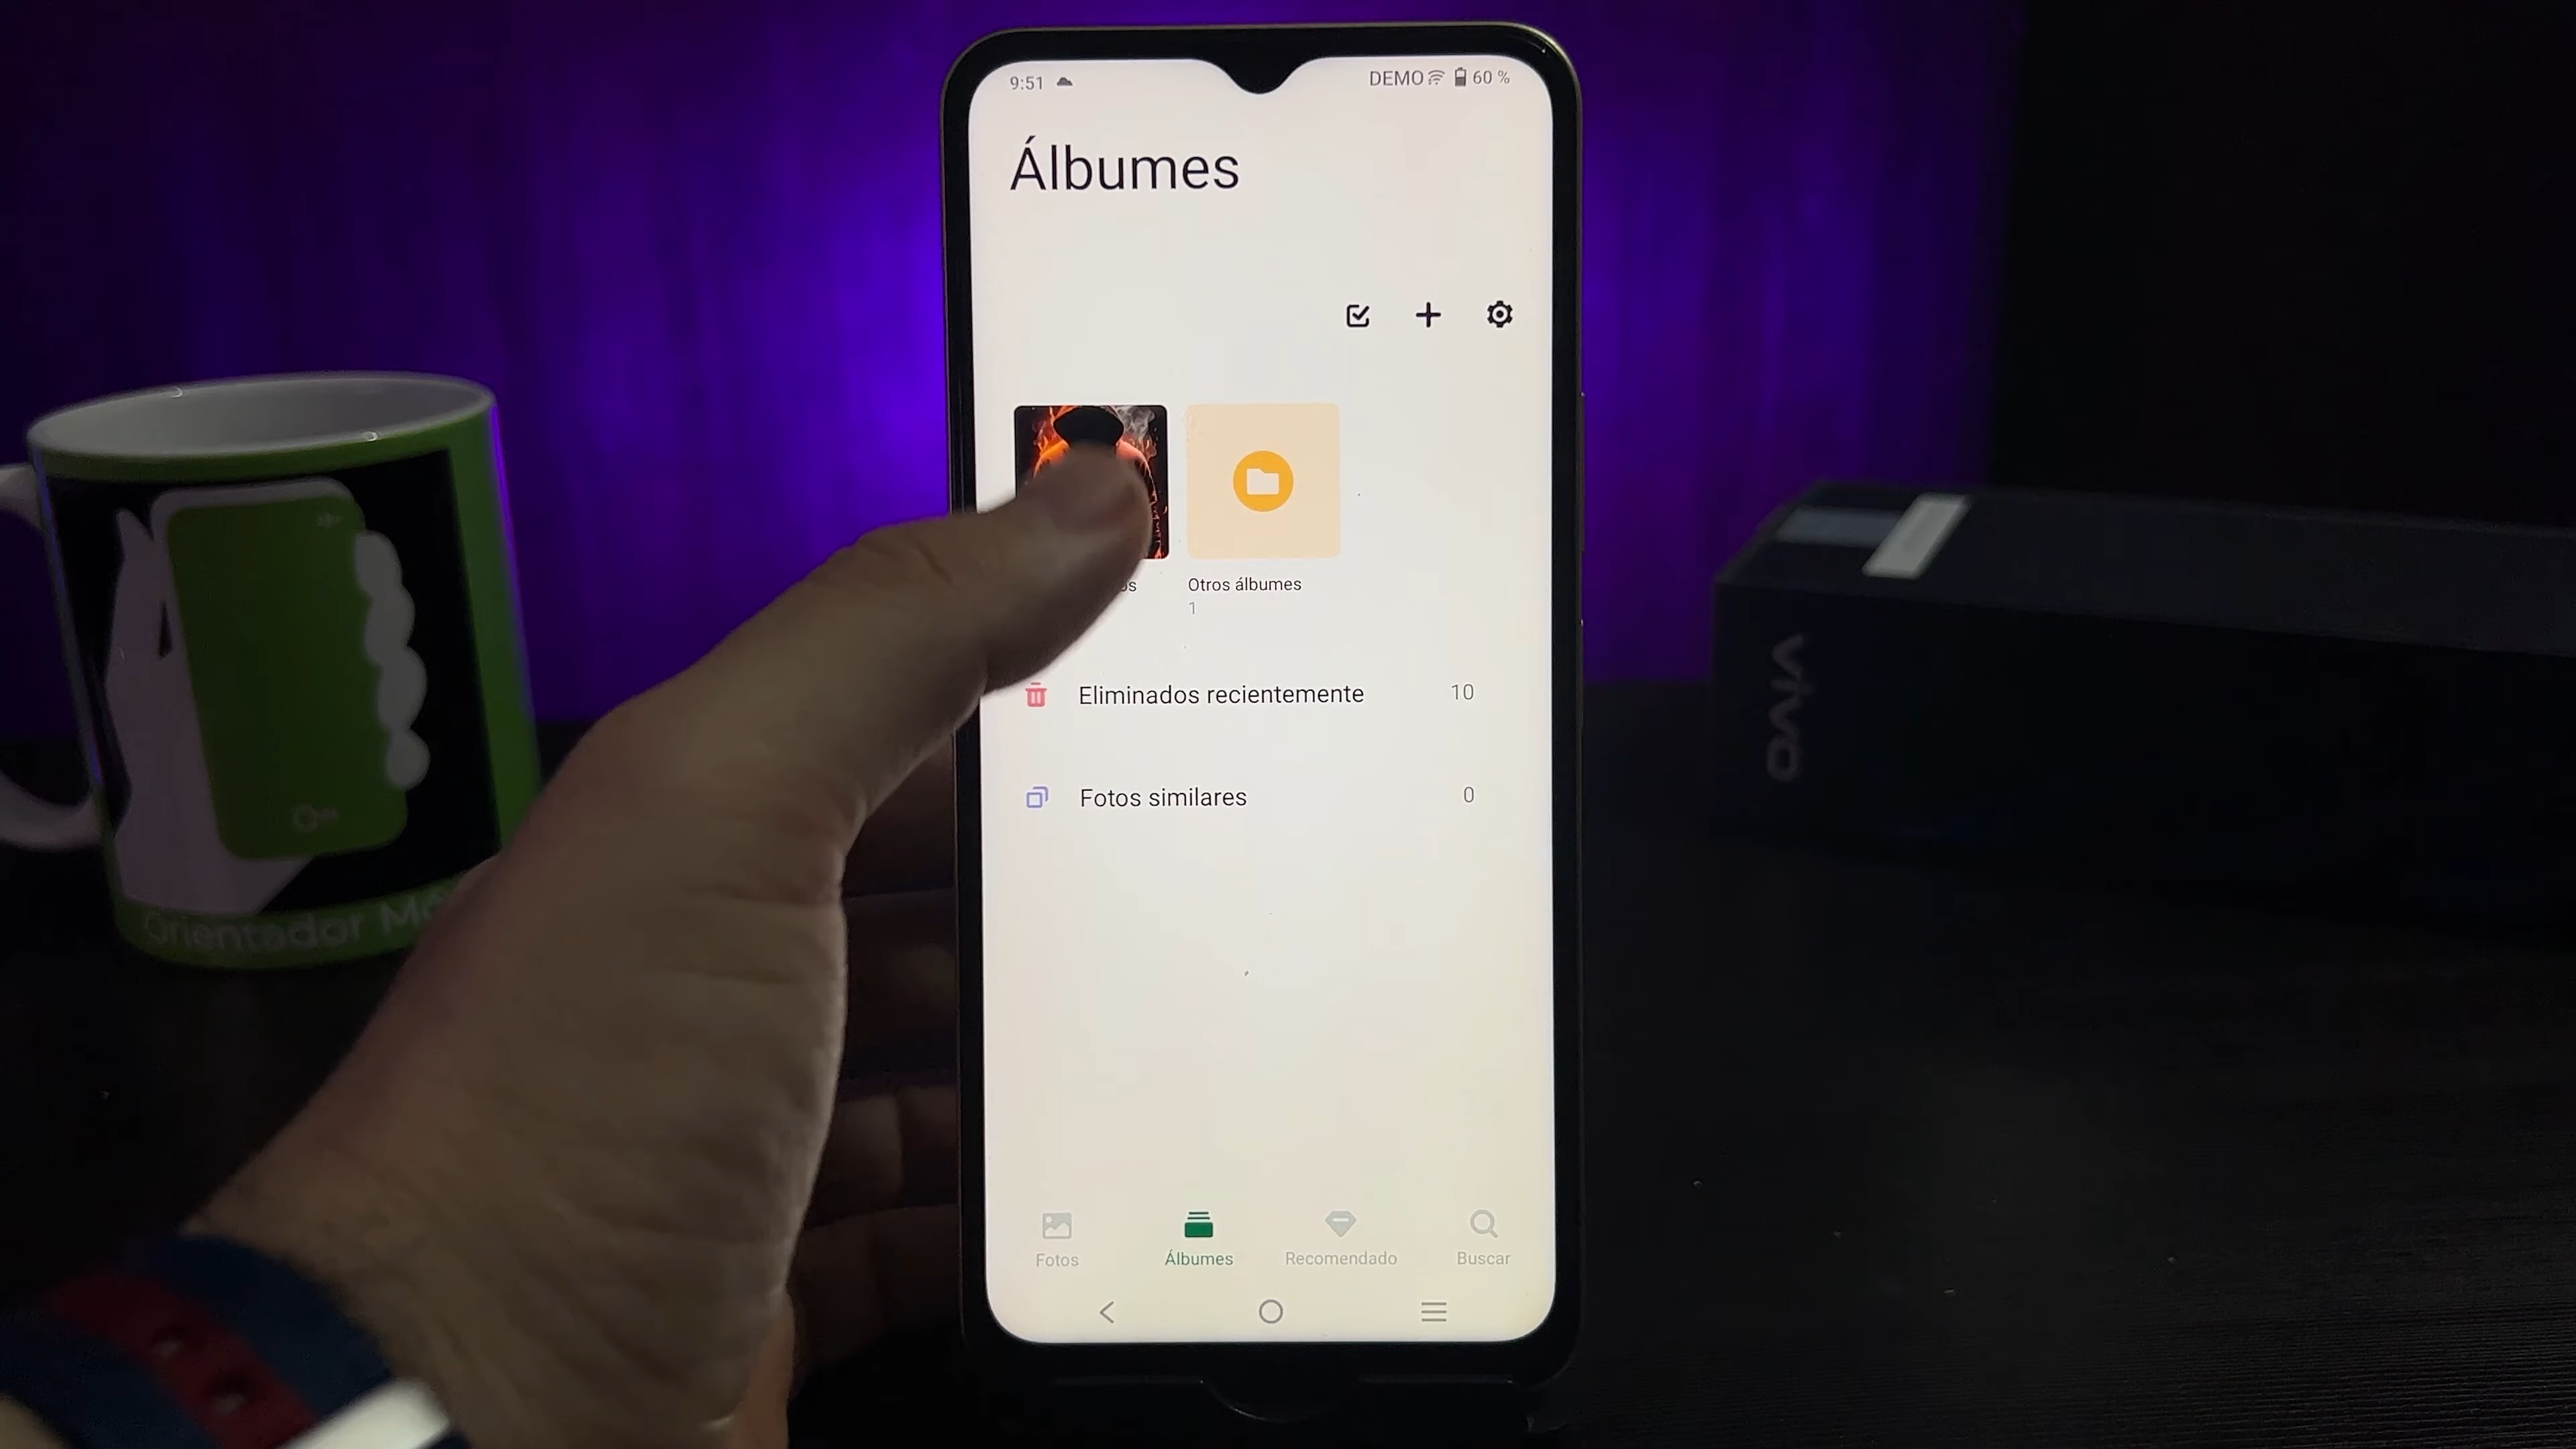 9:51
DEMO 60 %
Álbumes
Otros álbumes
1
Eliminados recientemente 10
Fotos similares 0
Fotos Álbumes Recomendado Buscar
Orientador
vivo